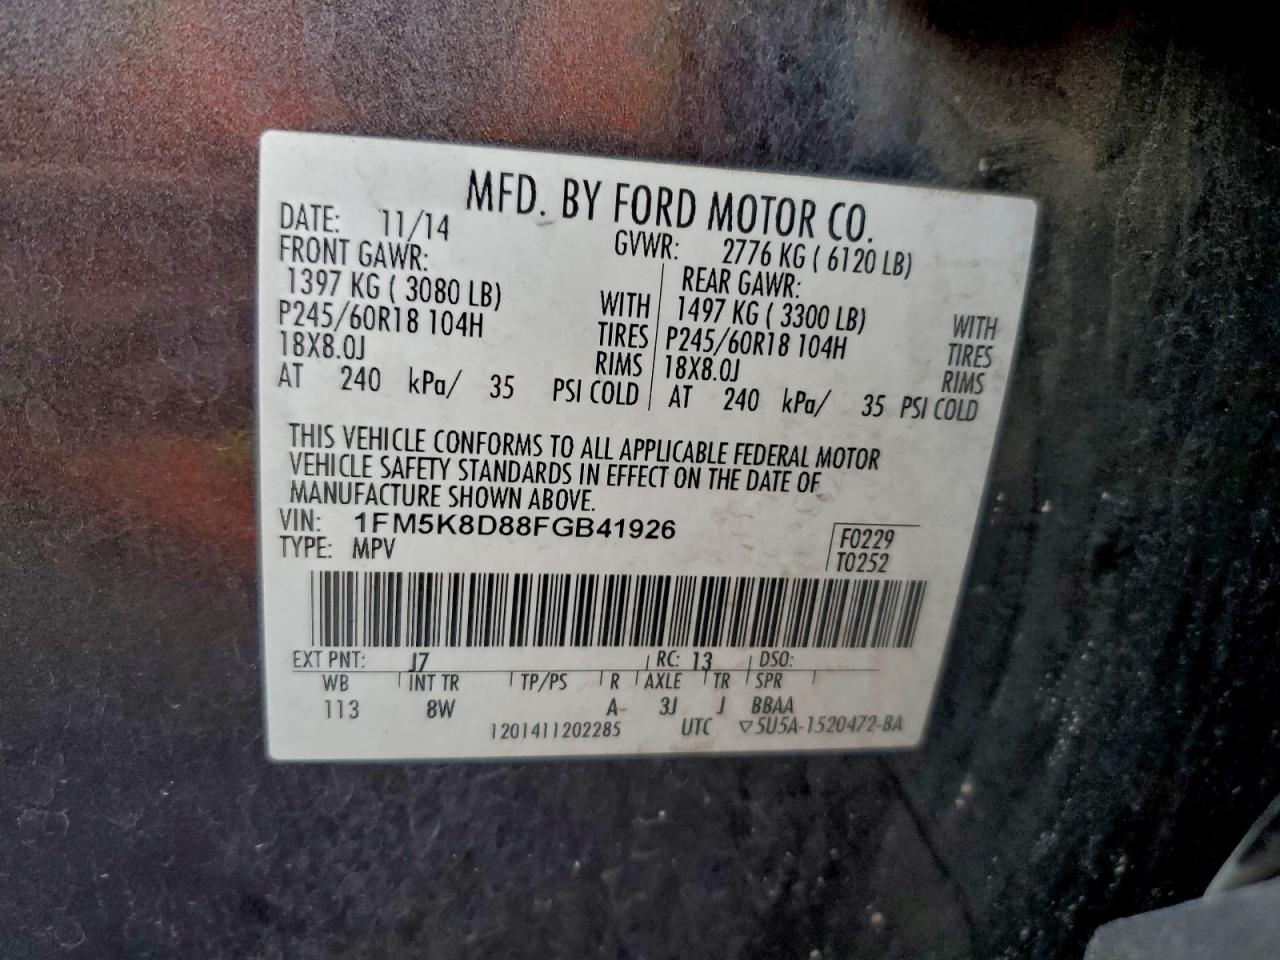 MFD. BY FORD MOTOR CO.
DATE: 11/14 GVWR: 2776 KG ( 6120 LB)
FRONT GAWR: REAR GAWR:
1397 KG ( 3080 LB) WITH 1497 KG ( 3300 LB) WITH
P245/60R18 104H TIRES P245/60R18 104H TIRES
18X8.0J RIMS 18X8.0J RIMS
AT 240 kPa/ 35 PSI COLD AT 240 kPa/ 35 PSI COLD
THIS VEHICLE CONFORMS TO ALL APPLICABLE FEDERAL MOTOR
VEHICLE SAFETY STANDARDS IN EFFECT ON THE DATE OF
MANUFACTURE SHOWN ABOVE.
VIN: 1FM5K8D88FGB41926 F0229
TYPE: MPV T0252
EXT PNT: J7 RC: 13 DSO:
WB INT TR TP/PS R AXLE TR SPR
113 8W A- 3J J BBAA
1201411202285 UTC ▽5U5A-1520472-BA